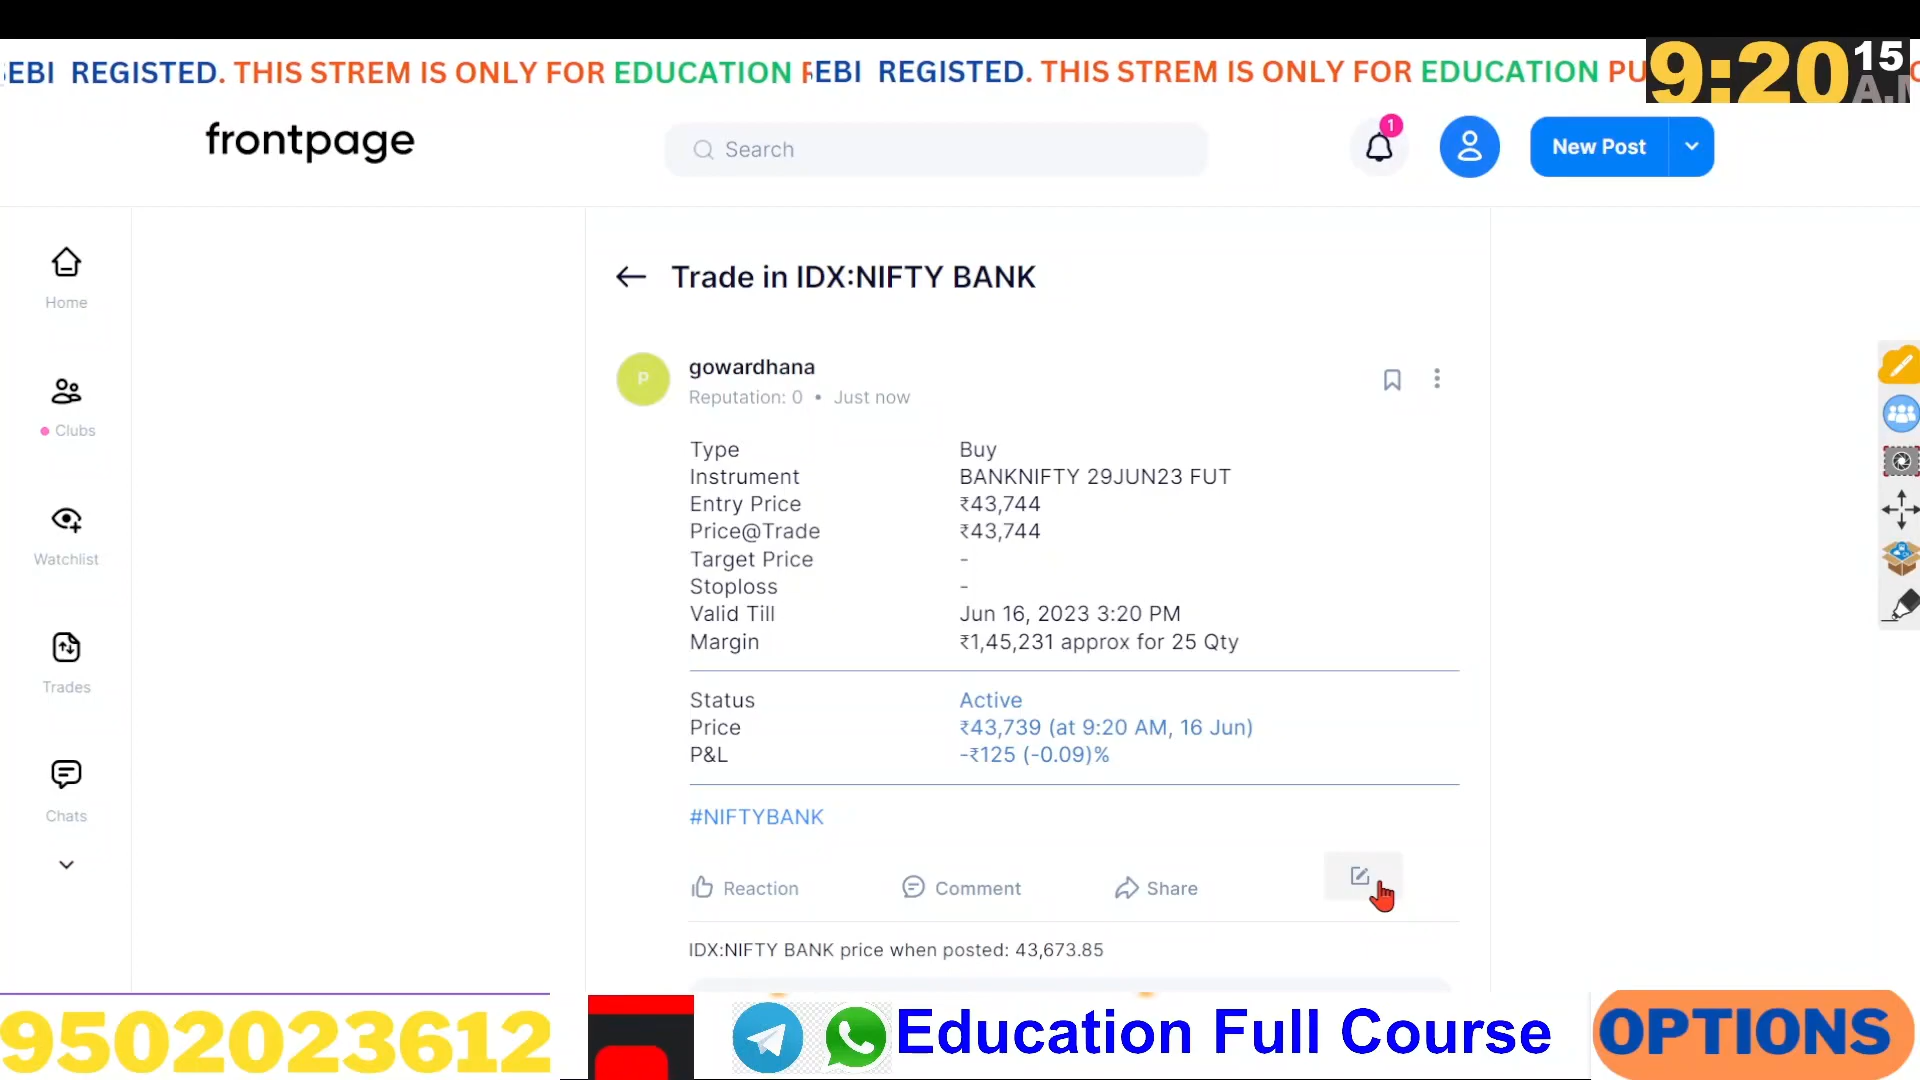 EBI REGISTED. THIS STREM IS ONLY FOR EDUCATION EBI REGISTED. THIS STREM IS ONLY FOR EDUCATION PU
9:20 15
A.M
frontpage
Search
1
New Post
Home
Clubs
Watchlist
Trades
Chats
Trade in IDX:NIFTY BANK
P
gowardhana
Reputation: 0 • Just now
Type Buy
Instrument BANKNIFTY 29JUN23 FUT
Entry Price ₹43,744
Price@Trade ₹43,744
Target Price -
Stoploss -
Valid Till Jun 16, 2023 3:20 PM
Margin ₹1,45,231 approx for 25 Qty
Status Active
Price ₹43,739 (at 9:20 AM, 16 Jun)
P&L -₹125 (-0.09)%
#NIFTYBANK
Reaction Comment Share
IDX:NIFTY BANK price when posted: 43,673.85
9502023612 Education Full Course OPTIONS